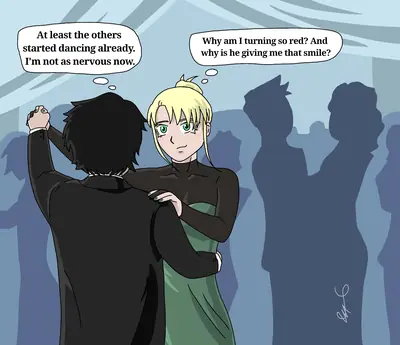 At least the others
started dancing already.
I'm not as nervous now.
Why am I turning so red? And
why is he giving me that smile?